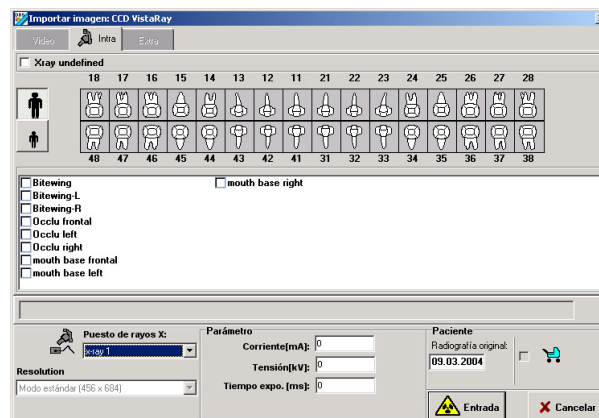 Importar imagen: CCD VistaRay
Video Intra Extra
Xray undefined
18 17 16 15 14 13 12 11 21 22 23 24 25 26 27 28
48 47 46 45 44 43 42 41 31 32 33 34 35 36 37 38
Bitewing mouth base right
Bitewing-L
Bitewing-R
Occlu frontal
Occlu left
Occlu right
mouth base frontal
mouth base left
Puesto de rayos X:
x-ray 1
Resolution
Modo estándar (456 x 684)
Parámetro
Corriente[mA]: 0
Tensión[kV]: 0
Tiempo expo. [ms]: 0
Paciente
Radiografía original:
09.03.2004
Entrada Cancelar